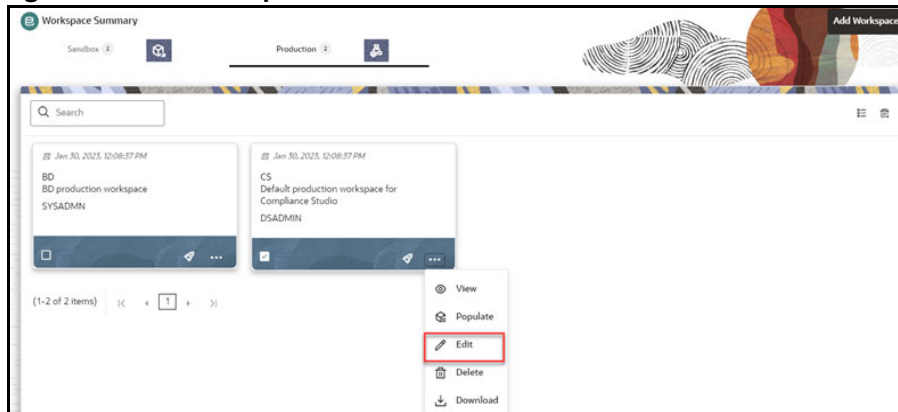 Workspace Summary
Add Workspace
Sandbox 2
Production 2
Search
Jan 30, 2023, 12:08:37 PM
BD
BD production workspace
SYSADMN
Jan 30, 2023, 12:08:37 PM
CS
Default production workspace for
Compliance Studio
DSADMIN
(1-2 of 2 items)
1
View
Populate
Edit
Delete
Download